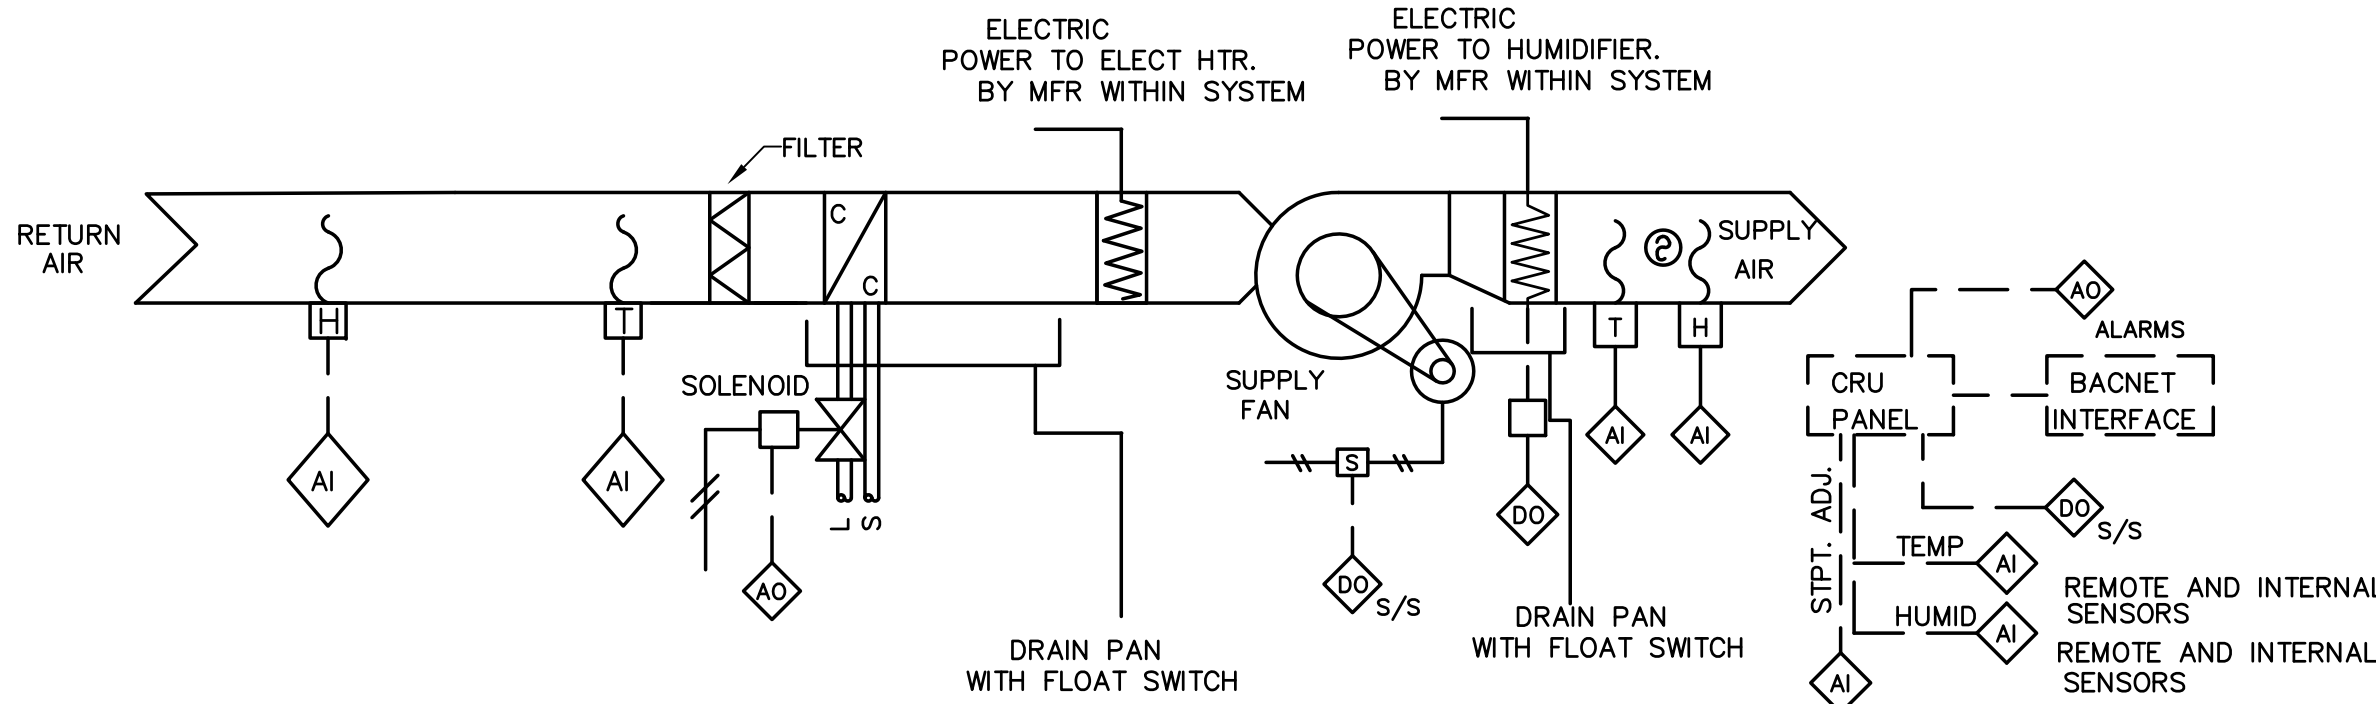 ELECTRIC
POWER TO ELECT HTR.
BY MFR WITHIN SYSTEM
ELECTRIC
POWER TO HUMIDIFIER.
BY MFR WITHIN SYSTEM
FILTER
RETURN
AIR
C
C
SUPPLY
AIR
H
T
T
H
AI
AI
SOLENOID
L
S
AO
SUPPLY
FAN
S
DO
S/S
DO
AI
AI
DRAIN PAN
WITH FLOAT SWITCH
DRAIN PAN
WITH FLOAT SWITCH
AO
ALARMS
CRU
PANEL
BACNET
INTERFACE
DO
S/S
STPT. ADJ.
TEMP
AI
REMOTE AND INTERNAL
SENSORS
HUMID
AI
REMOTE AND INTERNAL
SENSORS
AI